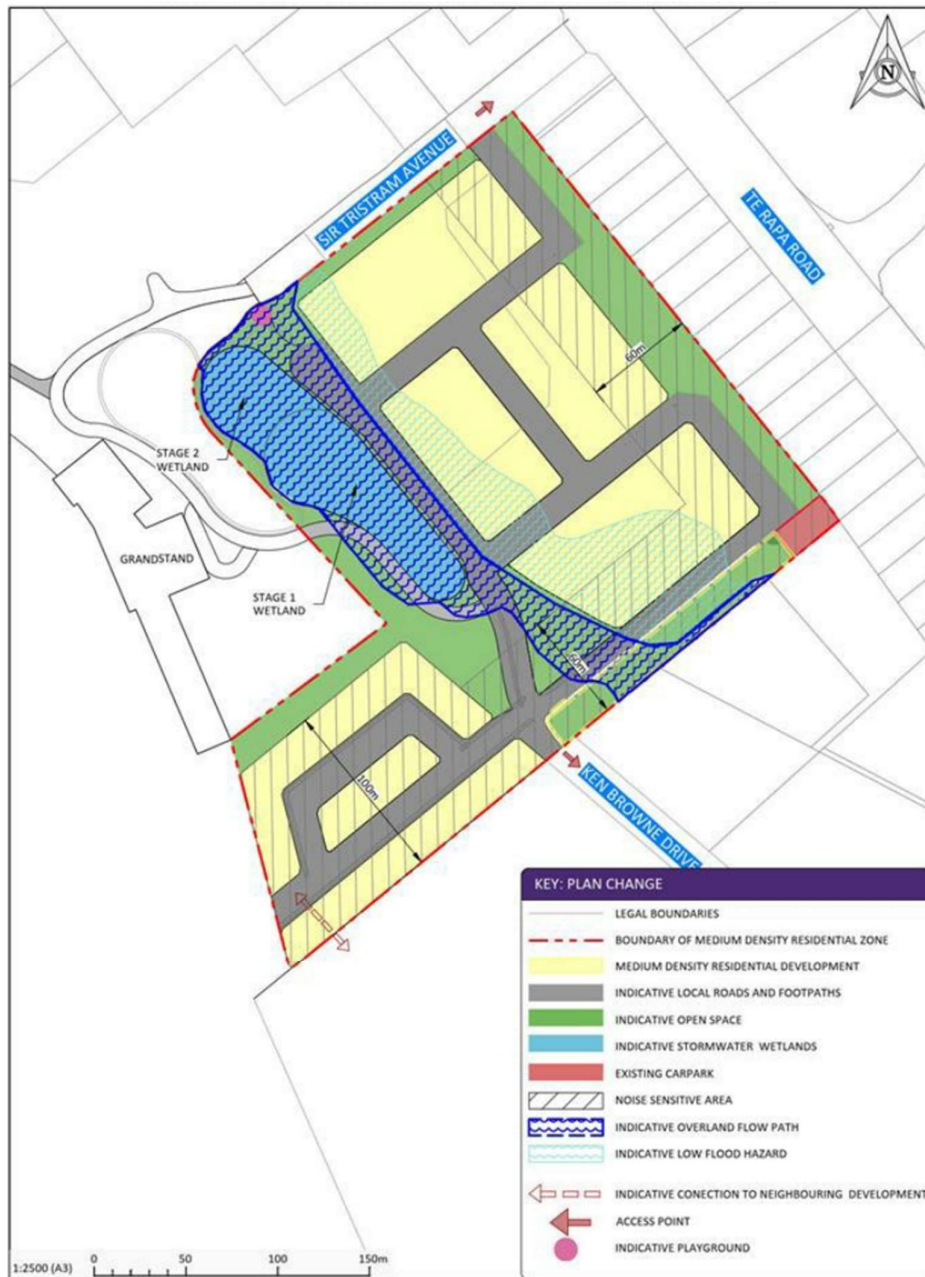 N
SIR TRISTRAM AVENUE
TE RAPA ROAD
60m
STAGE 2
WETLAND
GRANDSTAND
STAGE 1
WETLAND
60m
100m
KEN BROWNE DRIVE
KEY: PLAN CHANGE
LEGAL BOUNDARIES
BOUNDARY OF MEDIUM DENSITY RESIDENTIAL ZONE
MEDIUM DENSITY RESIDENTIAL DEVELOPMENT
INDICATIVE LOCAL ROADS AND FOOTPATHS
INDICATIVE OPEN SPACE
INDICATIVE STORMWATER WETLANDS
EXISTING CARPARK
NOISE SENSITIVE AREA
INDICATIVE OVERLAND FLOW PATH
INDICATIVE LOW FLOOD HAZARD
INDICATIVE CONECTION TO NEIGHBOURING DEVELOPMENT
ACCESS POINT
INDICATIVE PLAYGROUND
1:2500 (A3) 0 50 100 150m